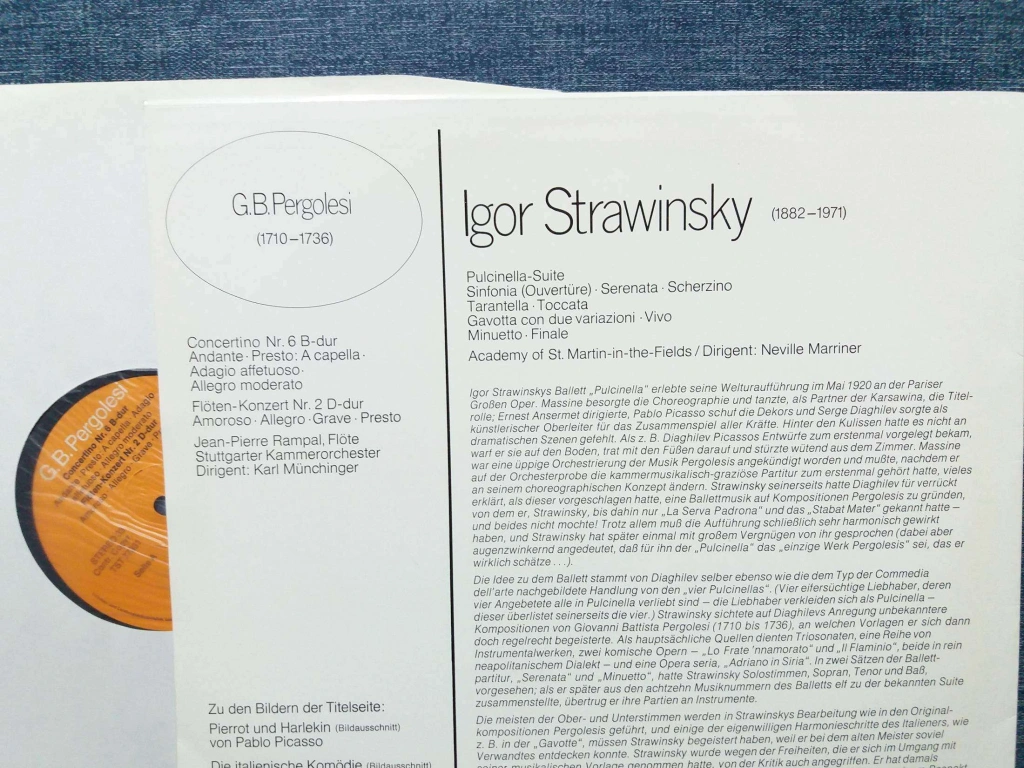 G.B. Pergolesi
(1710–1736)
Concertino Nr. 6 B-dur
Andante · Presto: A capella ·
Adagio affetuoso ·
Allegro moderato
Flöten-Konzert Nr. 2 D-dur
Amoroso · Allegro · Grave · Presto
Jean-Pierre Rampal, Flöte
Stuttgarter Kammerorchester
Dirigent: Karl Münchinger
Zu den Bildern der Titelseite:
Pierrot und Harlekin (Bildausschnitt)
von Pablo Picasso
Die italienische Komödie (Bildausschnitt)
Igor Strawinsky (1882–1971)
Pulcinella-Suite
Sinfonia (Ouvertüre) · Serenata · Scherzino
Tarantella · Toccata
Gavotta con due variazioni · Vivo
Minuetto · Finale
Academy of St. Martin-in-the-Fields / Dirigent: Neville Marriner
Igor Strawinskys Ballett „Pulcinella“ erlebte seine Welturaufführung im Mai 1920 an der Pariser
Großen Oper. Massine besorgte die Choreographie und tanzte, als Partner der Karsawina, die Titel-
rolle; Ernest Ansermet dirigierte, Pablo Picasso schuf die Dekors und Serge Diaghilev sorgte als
künstlerischer Oberleiter für das Zusammenspiel aller Kräfte. Hinter den Kulissen hatte es nicht an
dramatischen Szenen gefehlt. Als z. B. Diaghilev Picassos Entwürfe zum erstenmal vorgelegt bekam,
warf er sie auf den Boden, trat mit den Füßen darauf und stürzte wütend aus dem Zimmer. Massine
war eine üppige Orchestrierung der Musik Pergolesis angekündigt worden und mußte, nachdem er
auf der Orchesterprobe die kammermusikalisch-graziöse Partitur zum erstenmal gehört hatte, vieles
an seinem choreographischen Konzept ändern. Strawinsky seinerseits hatte Diaghilev für verrückt
erklärt, als dieser vorgeschlagen hatte, eine Ballettmusik auf Kompositionen Pergolesis zu gründen,
von dem er, Strawinsky, bis dahin nur „La Serva Padrona“ und das „Stabat Mater“ gekannt hatte –
und beides nicht mochte! Trotz allem muß die Aufführung schließlich sehr harmonisch gewirkt
haben, und Strawinsky hat später einmal mit großem Vergnügen von ihr gesprochen (dabei aber
augenzwinkernd angedeutet, daß für ihn der „Pulcinella“ das „einzige Werk Pergolesis“ sei, das er
wirklich schätze . . .).
Die Idee zu dem Ballett stammt von Diaghilev selber ebenso wie die dem Typ der Commedia
dell'arte nachgebildete Handlung von den „vier Pulcinellas“. (Vier eifersüchtige Liebhaber, deren
vier Angebetete alle in Pulcinella verliebt sind – die Liebhaber verkleiden sich als Pulcinella –
dieser überlistet seinerseits die vier.) Strawinsky sichtete auf Diaghilevs Anregung unbekanntere
Kompositionen von Giovanni Battista Pergolesi (1710 bis 1736), an welchen Vorlagen er sich dann
doch regelrecht begeisterte. Als hauptsächliche Quellen dienten Triosonaten, eine Reihe von
Instrumentalwerken, zwei komische Opern – „Lo Frate 'nnamorato“ und „Il Flaminio“, beide in rein
neapolitanischem Dialekt – und eine Opera seria, „Adriano in Siria“. In zwei Sätzen der Ballett-
partitur, „Serenata“ und „Minuetto“, hatte Strawinsky Solostimmen, Sopran, Tenor und Baß,
vorgesehen; als er später aus den achtzehn Musiknummern des Balletts elf zu der bekannten Suite
zusammenstellte, übertrug er ihre Partien an Instrumente.
Die meisten der Ober- und Unterstimmen werden in Strawinskys Bearbeitung wie in den Original-
kompositionen Pergolesis geführt, und einige der eigenwilligen Harmonieschritte des Italieners, wie
z. B. in der „Gavotte“, müssen Strawinsky begeistert haben, weil er bei dem alten Meister soviel
Verwandtes entdecken konnte. Strawinsky wurde wegen der Freiheiten, die er sich im Umgang mit
seiner musikalischen Vorlage genommen hatte, von der Kritik auch angegriffen. Er hat damals
G.B. Pergolesi
Concertino Nr. 6 B-dur